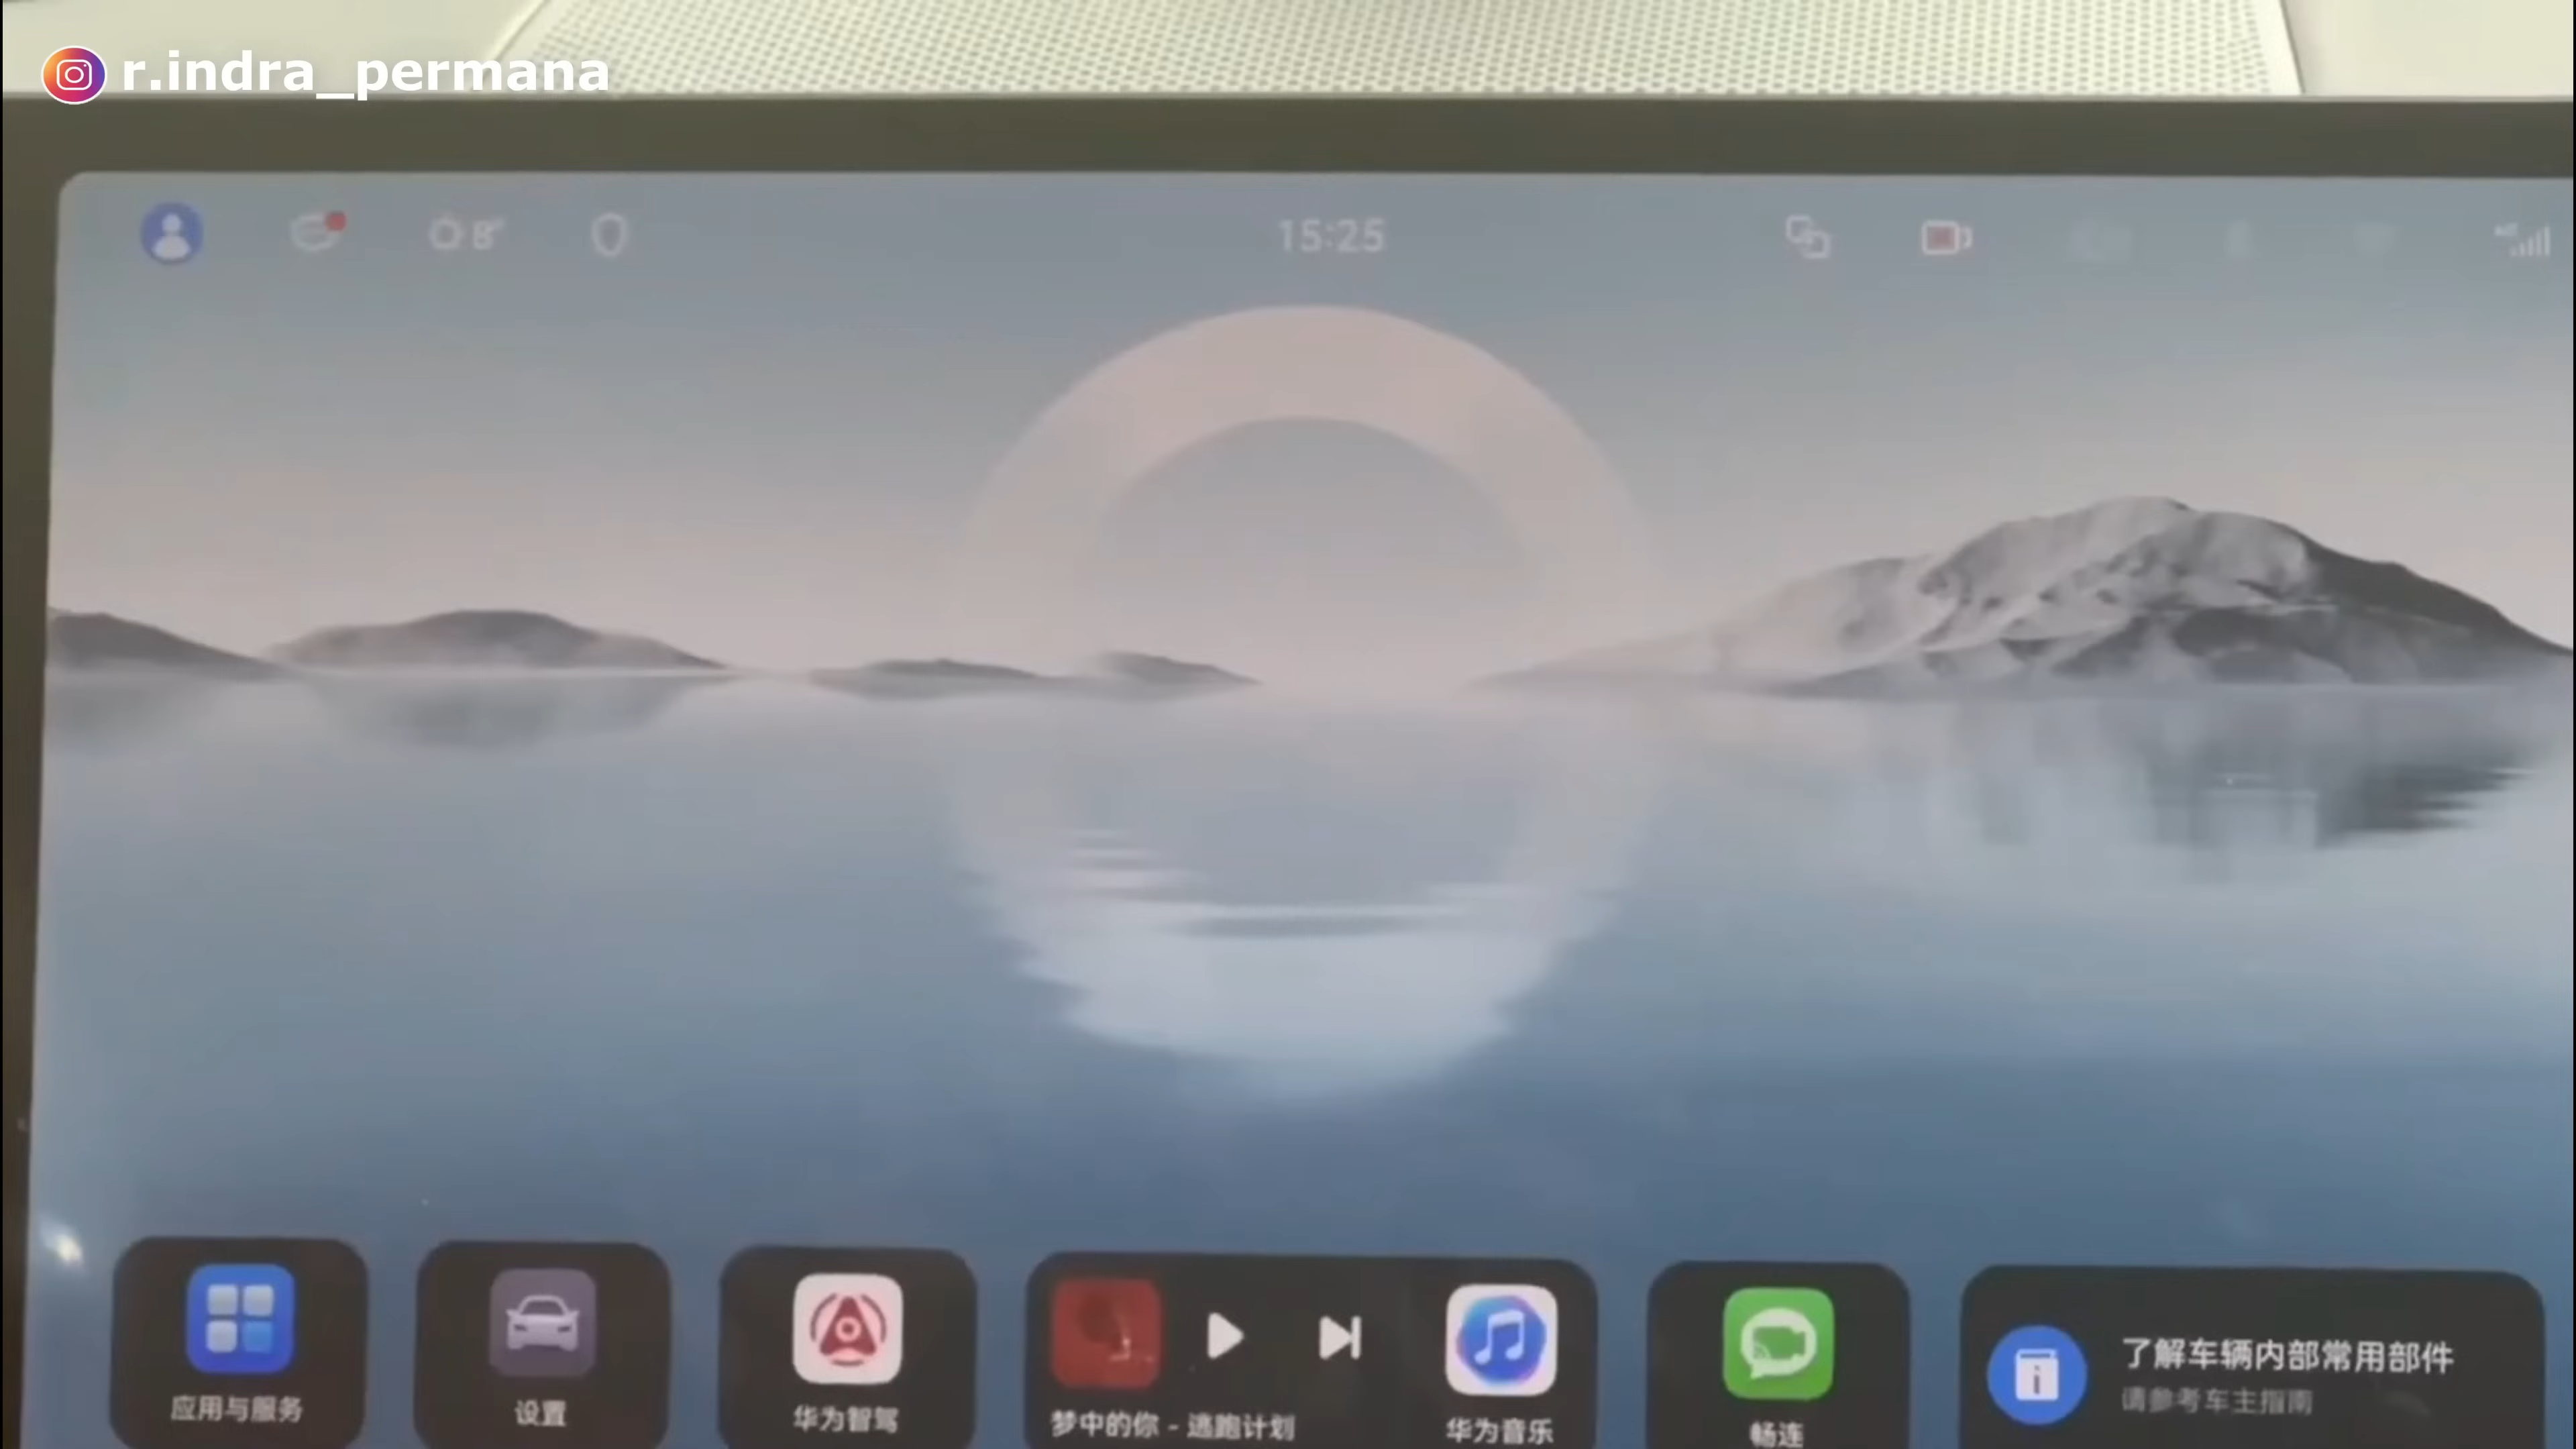 r.indra_permana
8°
15:25
应用与服务
设置
华为智驾
梦中的你 - 逃跑计划
华为音乐
畅连
了解车辆内部常用部件
请参考车主指南